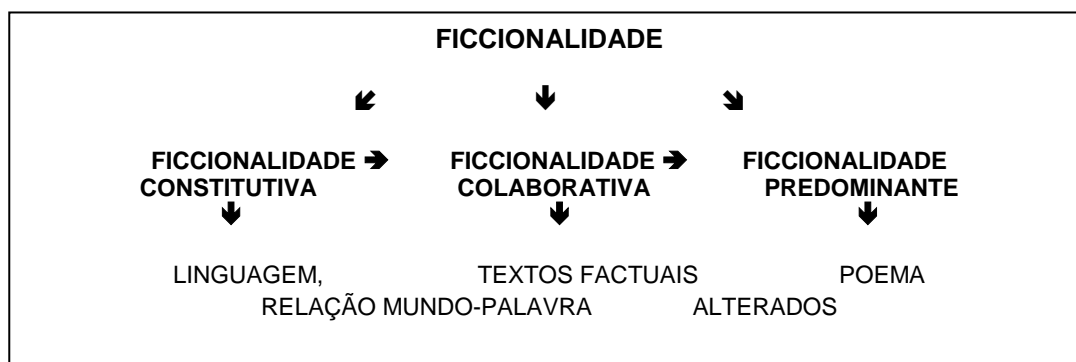 FICCIONALIDADE
🡿 🡻 🡾
FICCIONALIDADE 🡺 FICCIONALIDADE 🡺 FICCIONALIDADE
CONSTITUTIVA COLABORATIVA PREDOMINANTE
🡻 🡻 🡻
LINGUAGEM, TEXTOS FACTUAIS POEMA
RELAÇÃO MUNDO-PALAVRA ALTERADOS